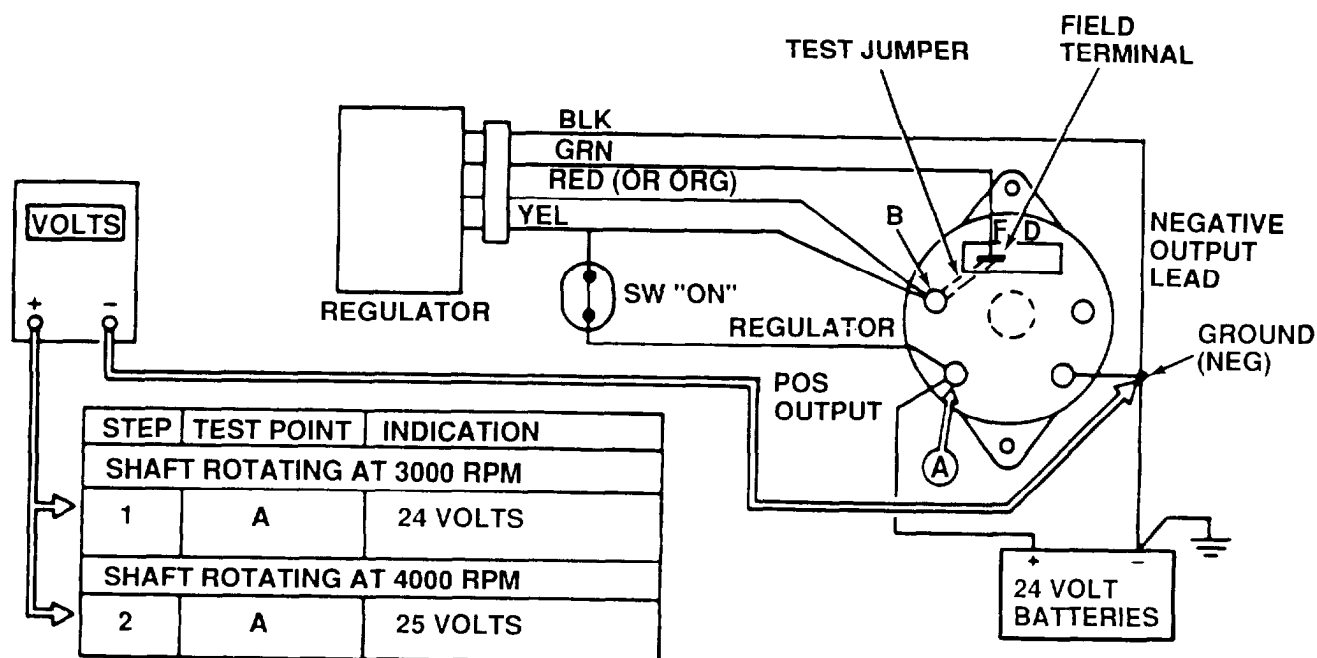 FIELD
TERMINAL
TEST JUMPER
BLK
GRN
RED (OR ORG)
YEL
B
F D
NEGATIVE
OUTPUT
LEAD
VOLTS
+ −
REGULATOR
SW "ON"
REGULATOR
GROUND
(NEG)
POS
OUTPUT
A
STEP TEST POINT INDICATION
SHAFT ROTATING AT 3000 RPM
1 A 24 VOLTS
SHAFT ROTATING AT 4000 RPM
2 A 25 VOLTS
+ −
24 VOLT
BATTERIES